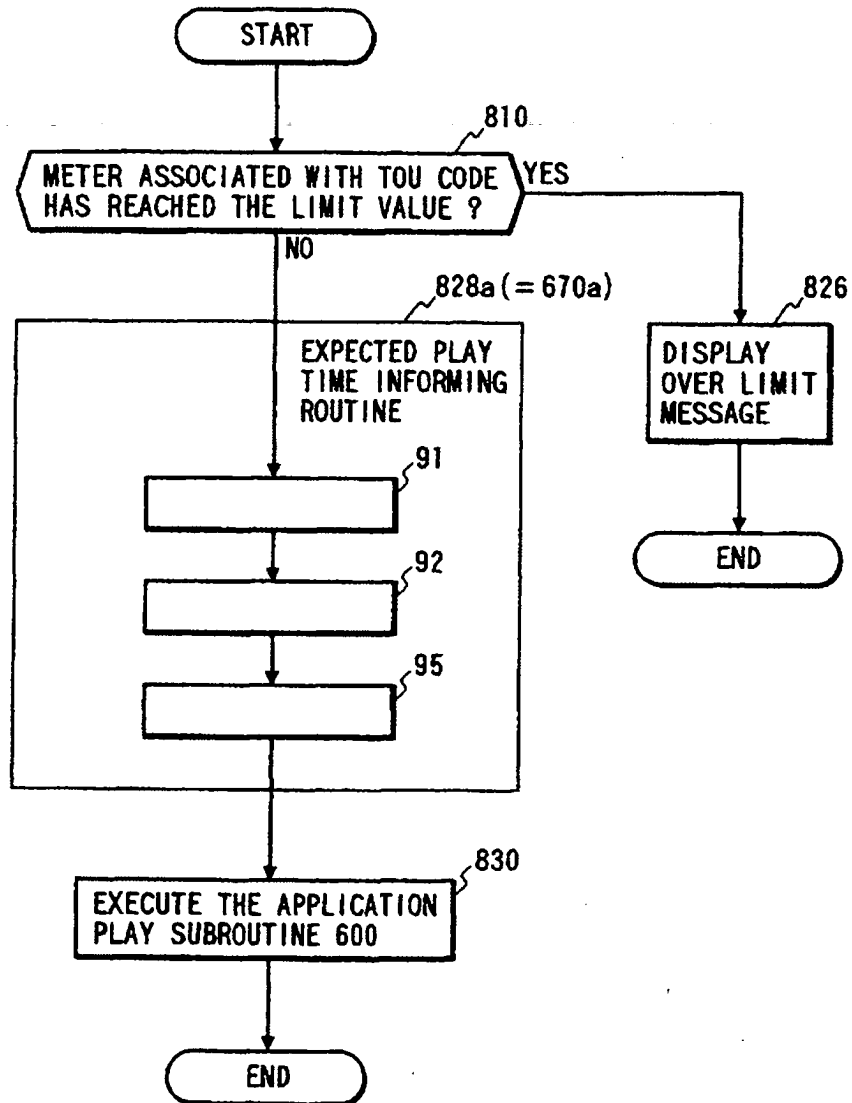 START
810
METER ASSOCIATED WITH TOU CODE
HAS REACHED THE LIMIT VALUE ?
YES
NO
828a (= 670a)
826
EXPECTED PLAY
TIME INFORMING
ROUTINE
DISPLAY
OVER LIMIT
MESSAGE
91
92
END
95
830
EXECUTE THE APPLICATION
PLAY SUBROUTINE 600
END